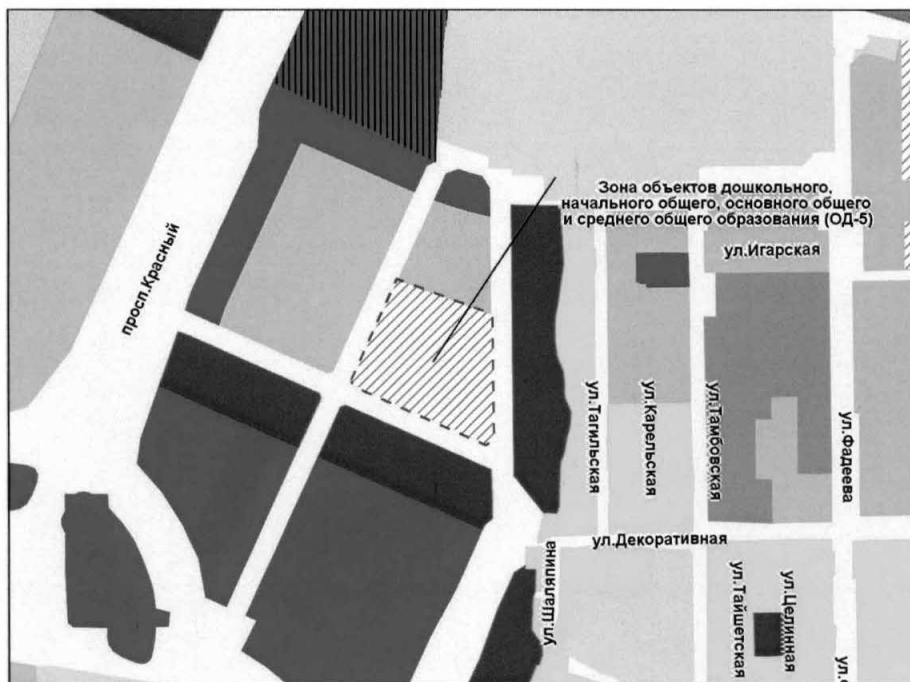 Зона объектов дошкольного,
начального общего, основного общего
и среднего общего образования (ОД-5)
ул.Игарская
просп.Красный
ул.Тагильская
ул.Карельская
ул.Тамбовская
ул.Фадеева
ул.Декоративная
ул.Шаляпина
ул.Тайшетская
ул.Целинная